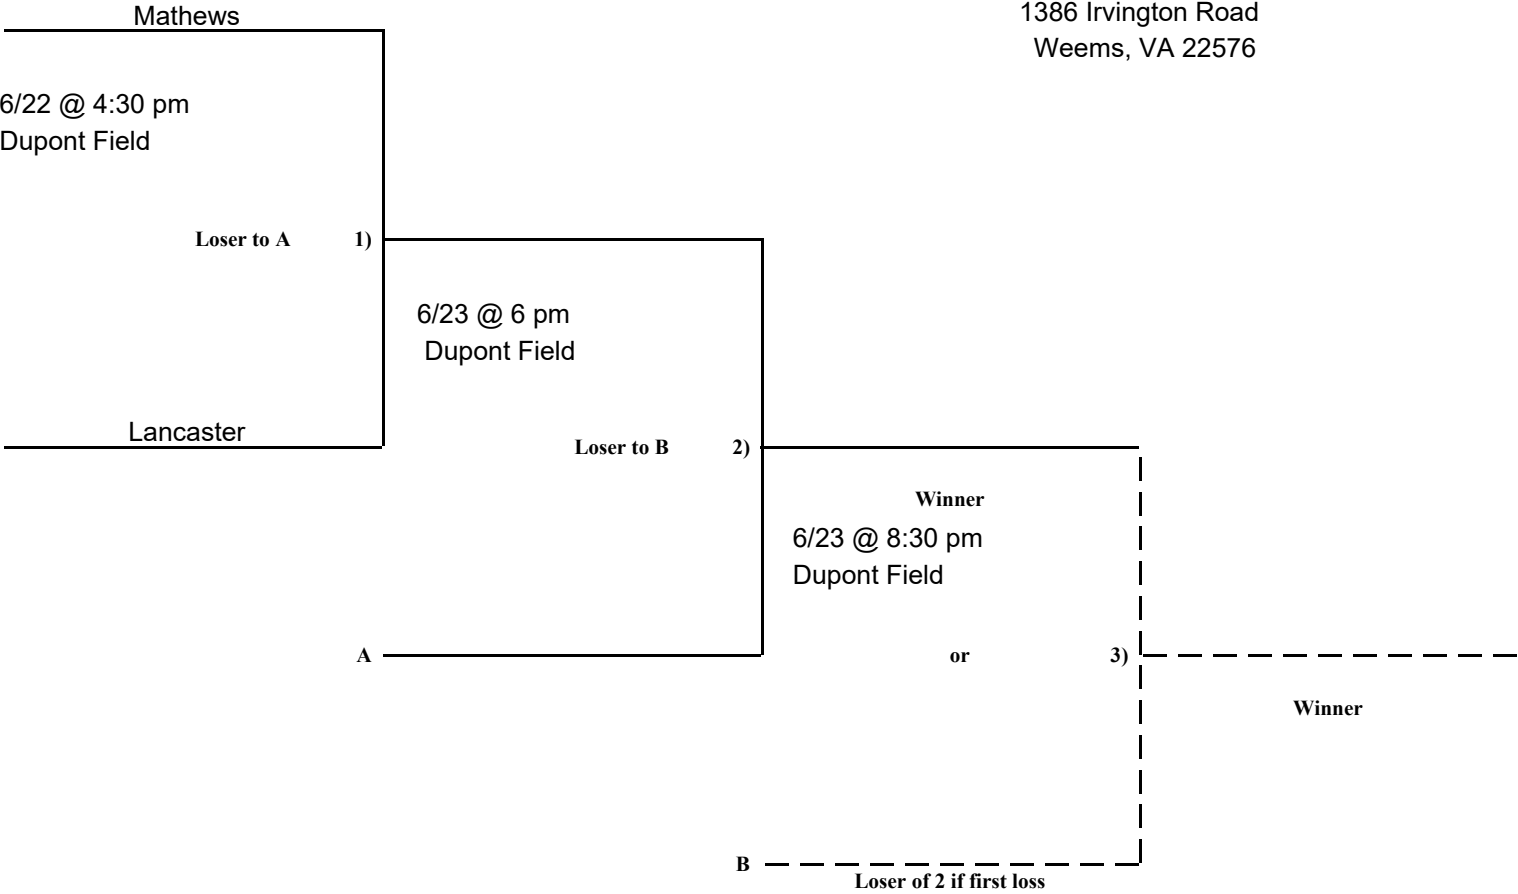 Mathews
1386 Irvington Road
Weems, VA 22576
6/22 @ 4:30 pm
Dupont Field
Loser to A 1)
6/23 @ 6 pm
Dupont Field
Lancaster
Loser to B 2)
Winner
6/23 @ 8:30 pm
Dupont Field
A
or 3)
Winner
B
Loser of 2 if first loss